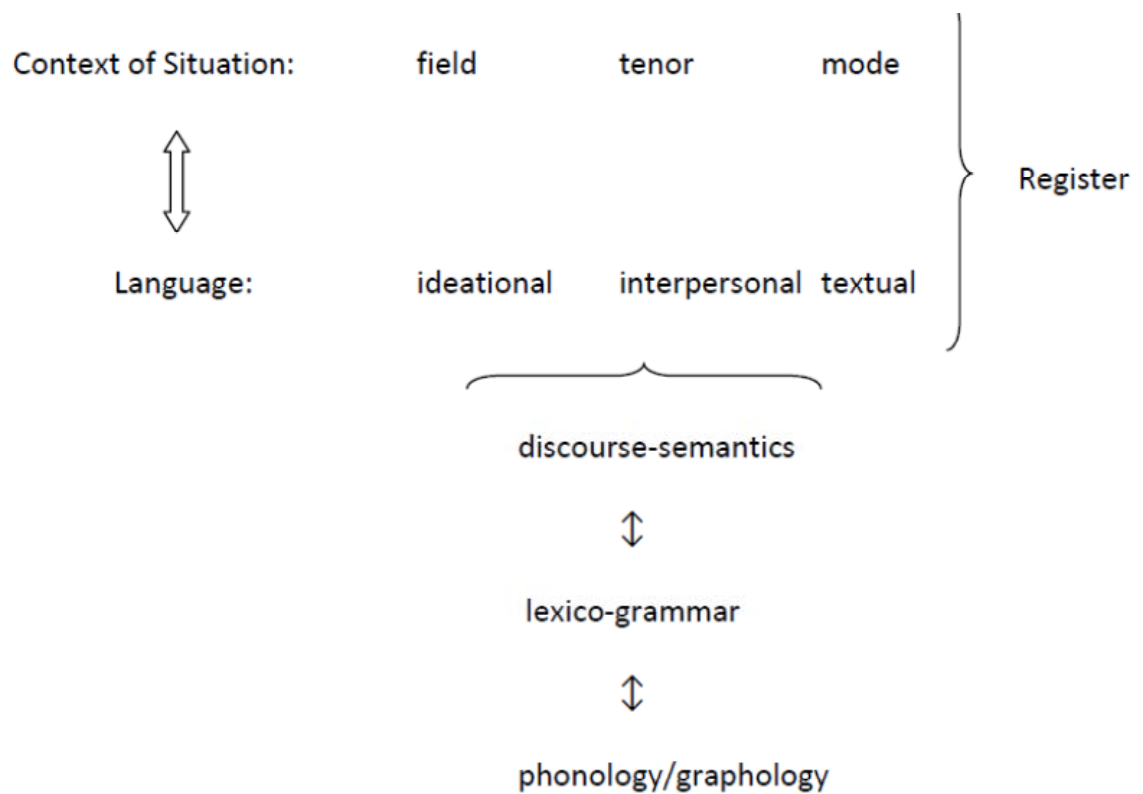 Context of Situation: field tenor mode
Register
Language: ideational interpersonal textual
discourse-semantics
lexico-grammar
phonology/graphology